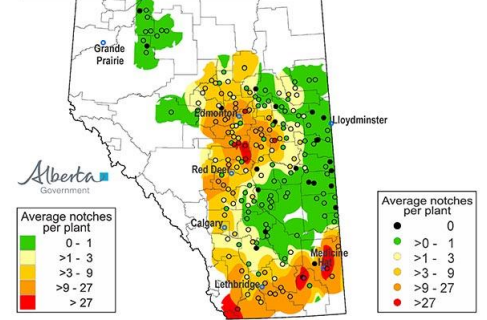 Grande
Prairie
Edmonton
Lloydminster
Red Deer
Calgary
Medicine
Hat
Lethbridge
Alberta
Government
Average notches
per plant
0 - 1
>1 - 3
>3 - 9
>9 - 27
> 27
Average notches
per plant
0
>0 - 1
>1 - 3
>3 - 9
>9 - 27
>27